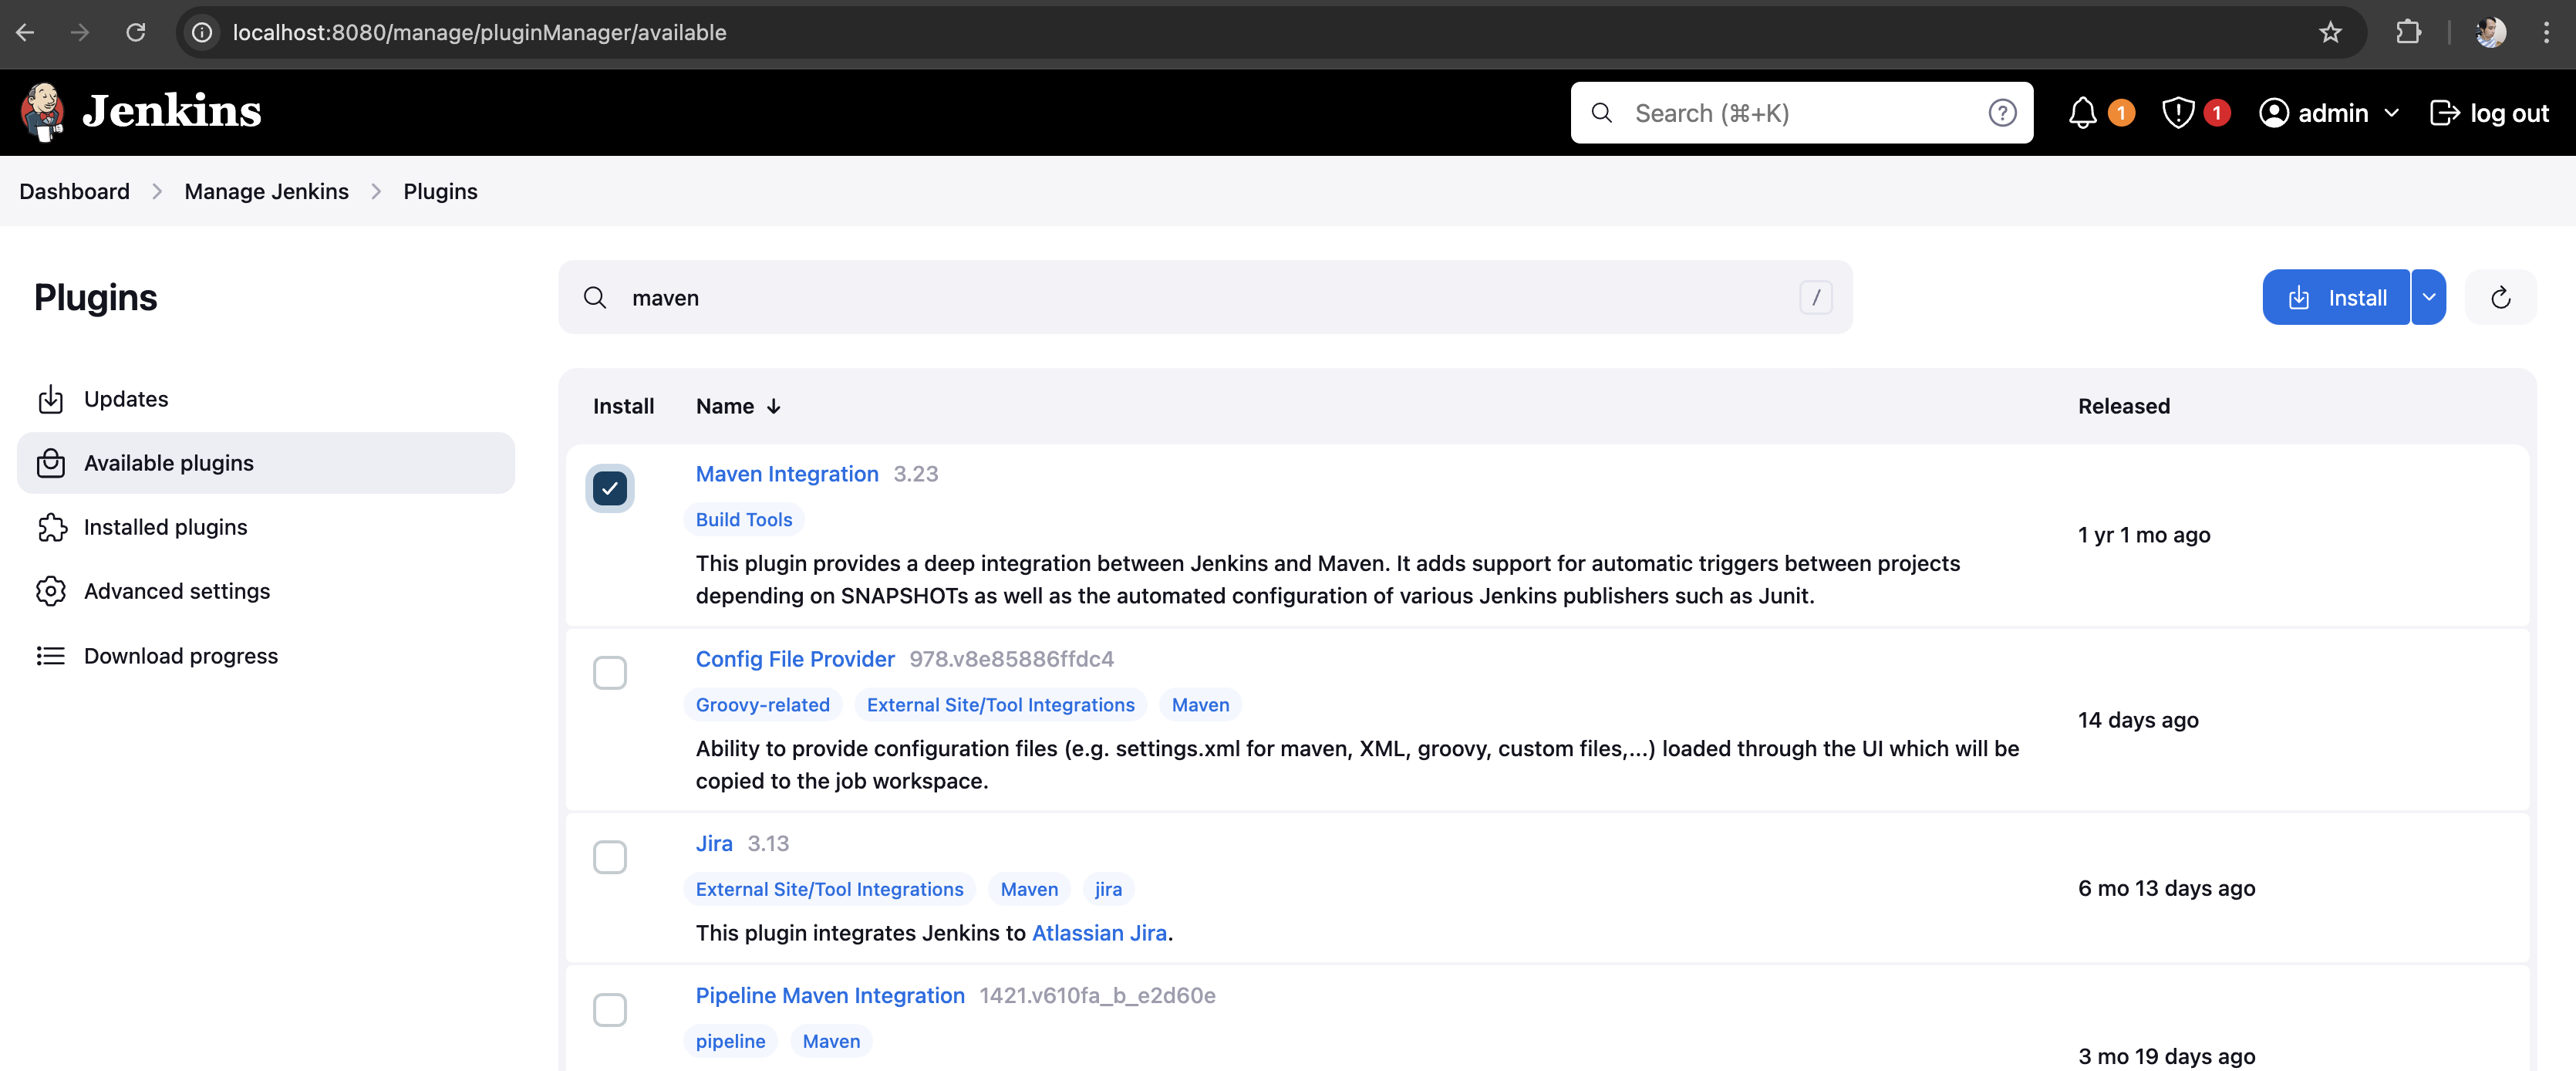 localhost:8080/manage/pluginManager/available
Jenkins
Search (⌘+K)
1
1
admin
log out
Dashboard
Manage Jenkins
Plugins
Plugins
maven
/
Install
Updates
Available plugins
Installed plugins
Advanced settings
Download progress
Install
Name ↓
Released
Maven Integration 3.23
Build Tools
This plugin provides a deep integration between Jenkins and Maven. It adds support for automatic triggers between projects
depending on SNAPSHOTs as well as the automated configuration of various Jenkins publishers such as Junit.
1 yr 1 mo ago
Config File Provider 978.v8e85886ffdc4
Groovy-related
External Site/Tool Integrations
Maven
Ability to provide configuration files (e.g. settings.xml for maven, XML, groovy, custom files,...) loaded through the UI which will be
copied to the job workspace.
14 days ago
Jira 3.13
External Site/Tool Integrations
Maven
jira
This plugin integrates Jenkins to Atlassian Jira.
6 mo 13 days ago
Pipeline Maven Integration 1421.v610fa_b_e2d60e
pipeline
Maven
3 mo 19 days ago